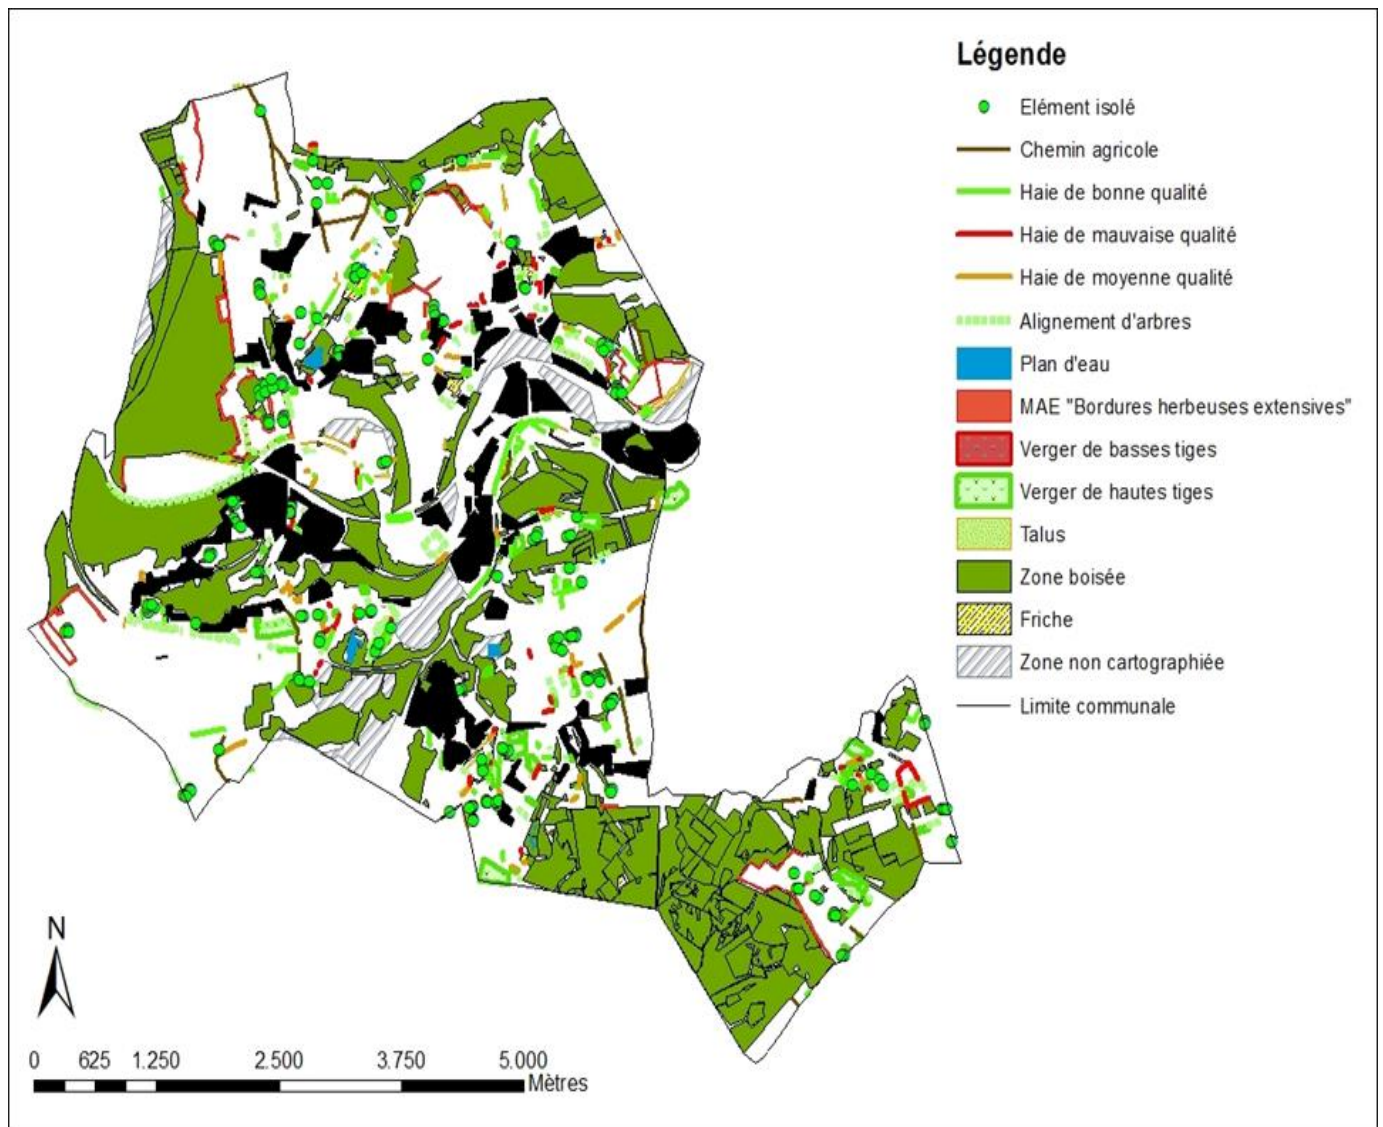 Légende
Elément isolé
Chemin agricole
Haie de bonne qualité
Haie de mauvaise qualité
Haie de moyenne qualité
Alignement d'arbres
Plan d'eau
MAE "Bordures herbeuses extensives"
Verger de basses tiges
Verger de hautes tiges
Talus
Zone boisée
Friche
Zone non cartographiée
Limite communale
N
0 625 1.250 2.500 3.750 5.000
Mètres